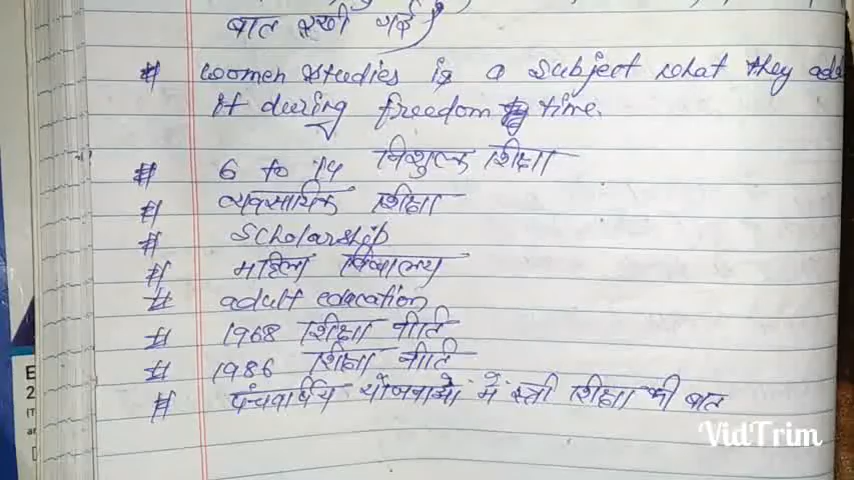 बात रखी गई)
# women studies is a subject what they add
it during freedom time.
# 6 to 14 निशुल्क शिक्षा
# व्यवसायिक शिक्षा
# Scholarship
# महिला विद्यालय
# adult education
# 1968 शिक्षा नीति
# 1986 शिक्षा नीति
# पंचवार्षिय योजनाओ में स्त्री शिक्षा की बात
VidTrim